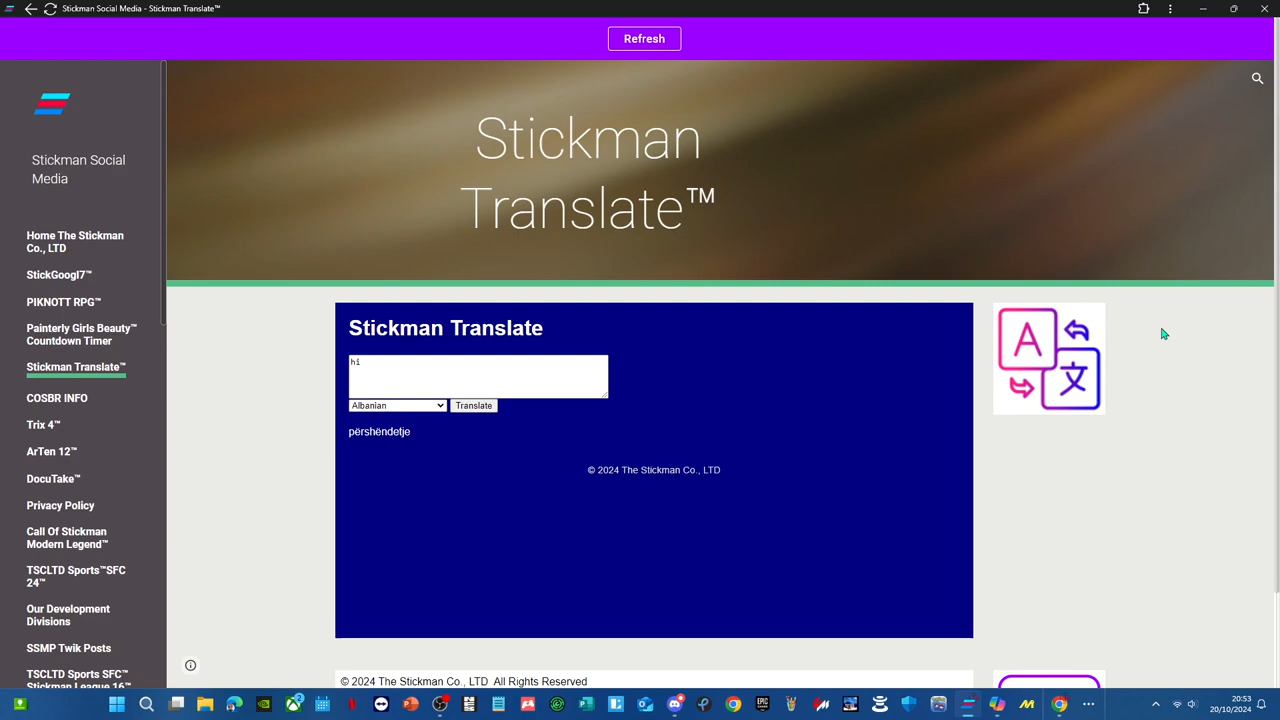 Stickman Social Media - Stickman Translate™
Refresh
Stickman Social
Media
Home The Stickman
Co., LTD
StickGoogl7™
PIKNOTT RPG™
Painterly Girls Beauty™
Countdown Timer
Stickman Translate™
COSBR INFO
Trix 4™
ArTen 12™
DocuTake™
Privacy Policy
Call Of Stickman
Modern Legend™
TSCLTD Sports™SFC
24™
Our Development
Divisions
SSMP Twik Posts
TSCLTD Sports SFC™
Stickman League 16™
Stickman
Translate™
Stickman Translate
hi
Albanian
Translate
përshëndetje
© 2024 The Stickman Co., LTD
A
文
© 2024 The Stickman Co., LTD All Rights Reserved
20:53
20/10/2024